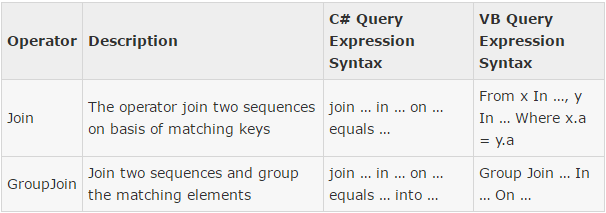 Operator
Description
C# Query
Expression
Syntax
VB Query
Expression
Syntax
Join
The operator join two sequences
on basis of matching keys
join … in … on …
equals …
From x In …, y
In … Where x.a
= y.a
GroupJoin
Join two sequences and group
the matching elements
join … in … on …
equals … into …
Group Join … In
… On …